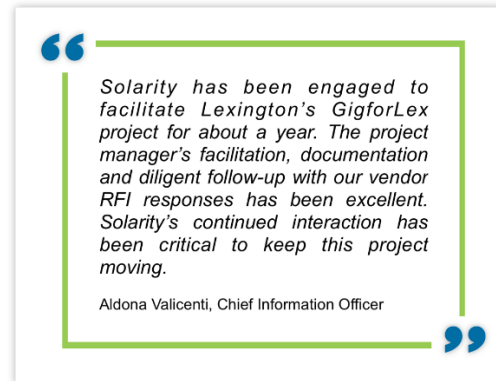 “
Solarity has been engaged to
facilitate Lexington’s GigforLex
project for about a year. The project
manager’s facilitation, documentation
and diligent follow-up with our vendor
RFI responses has been excellent.
Solarity’s continued interaction has
been critical to keep this project
moving.
Aldona Valicenti, Chief Information Officer
”